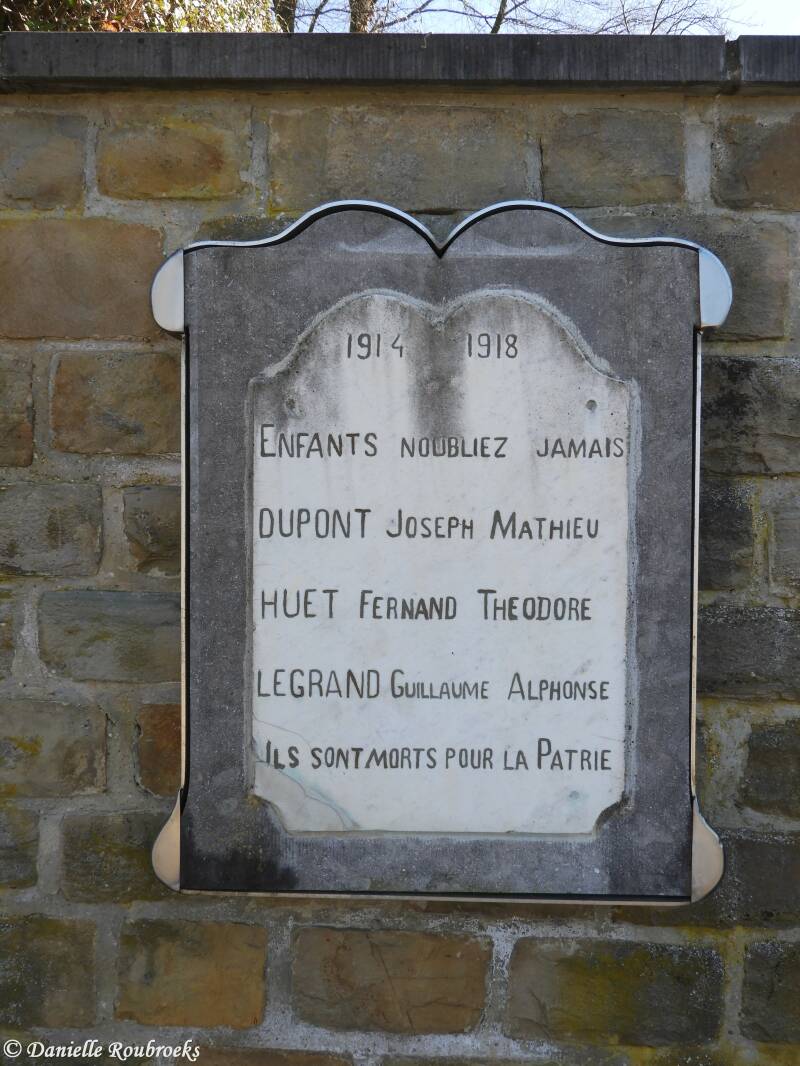 1914 1918
ENFANTS NOUBLIEZ JAMAIS
DUPONT JOSEPH MATHIEU
HUET FERNAND THEODORE
LEGRAND GUILLAUME ALPHONSE
ILS SONT MORTS POUR LA PATRIE
© Danielle Roubroeks